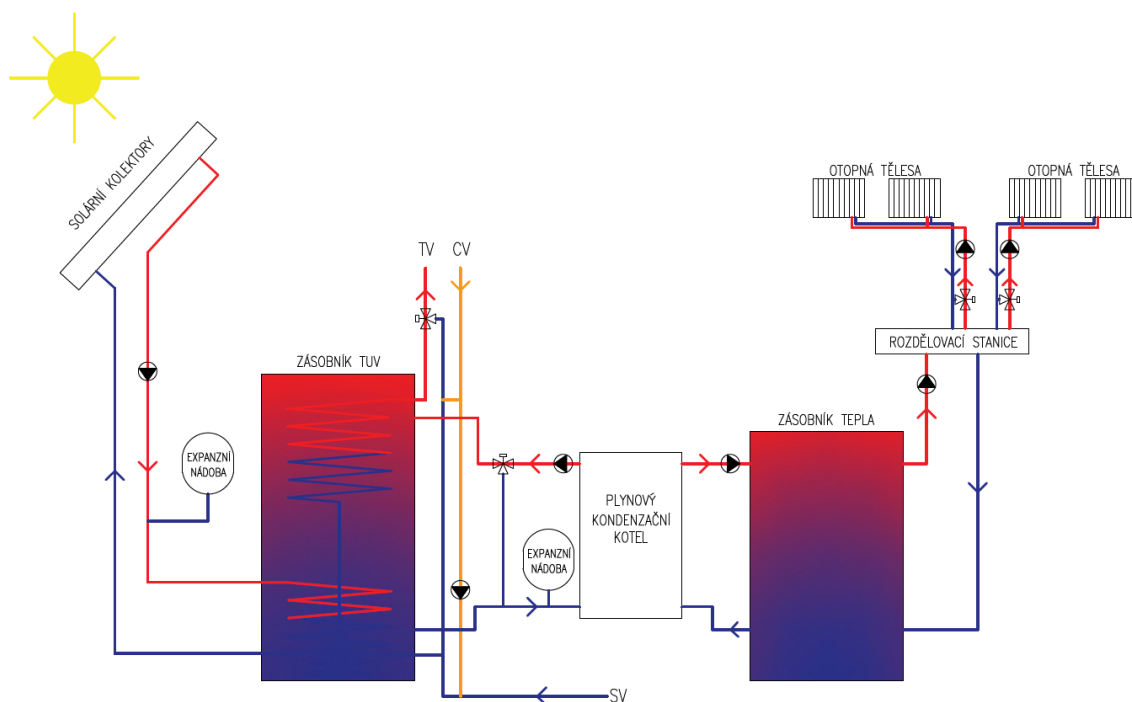 SOLÁRNÍ KOLEKTORY
OTOPNÁ TĚLESA
OTOPNÁ TĚLESA
TV
CV
ROZDĚLOVACÍ STANICE
ZÁSOBNÍK TUV
ZÁSOBNÍK TEPLA
EXPANZNÍ
NÁDOBA
PLYNOVÝ
KONDENZAČNÍ
KOTEL
EXPANZNÍ
NÁDOBA
SV